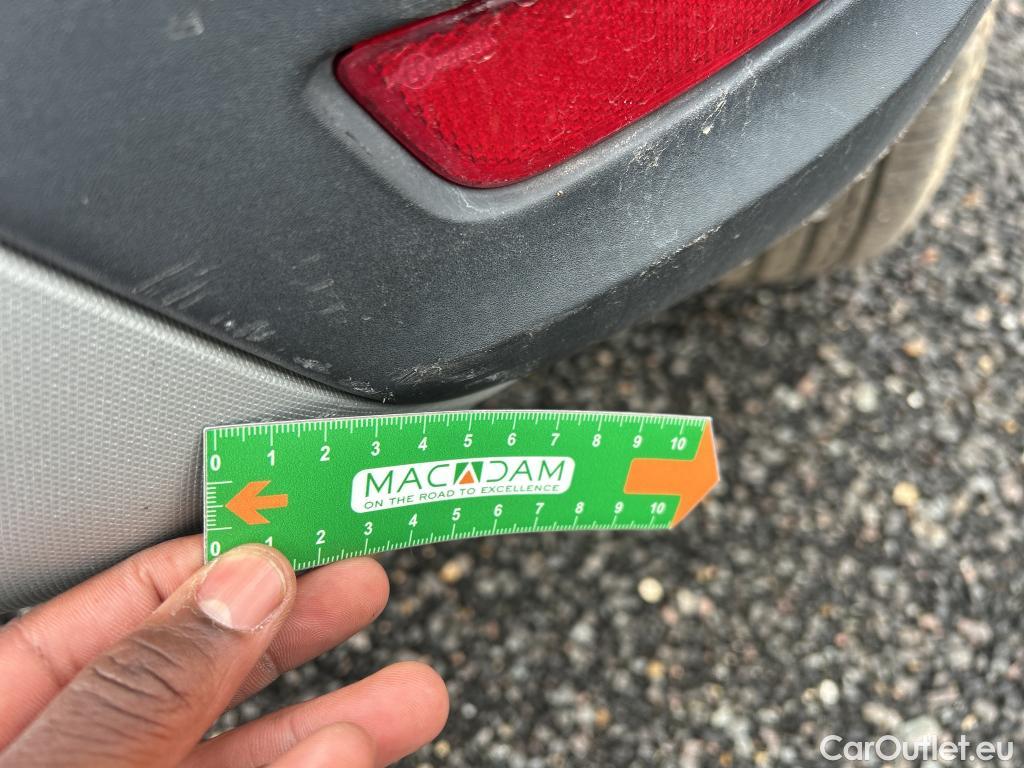 0 1 2 3 4 5 6 7 8 9 10
MACADAM
ON THE ROAD TO EXCELLENCE
0 1 2 3 4 5 6 7 8 9 10
CarOutlet.eu